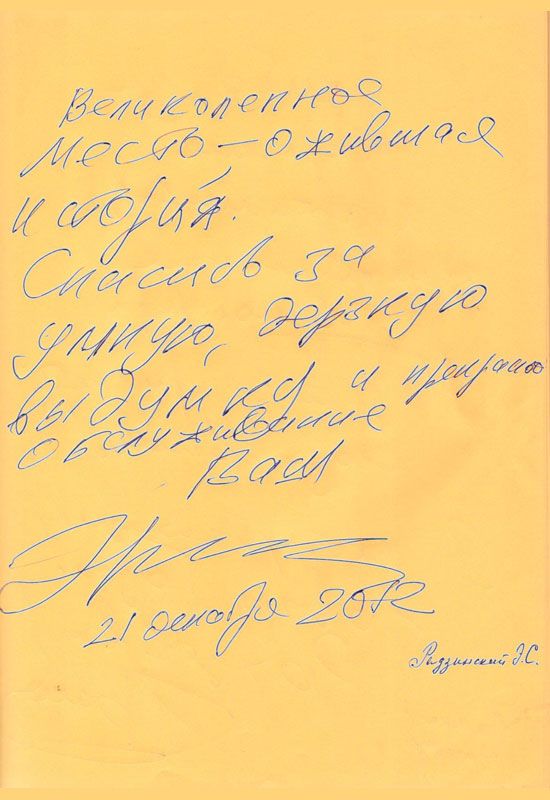 Великолепное
место – ожившая
история.
Спасибо за
умную, дерзкую
выдумку и прекрасное
обслуживание
Ваш
21 декабря 2012
Радзинский Э.С.